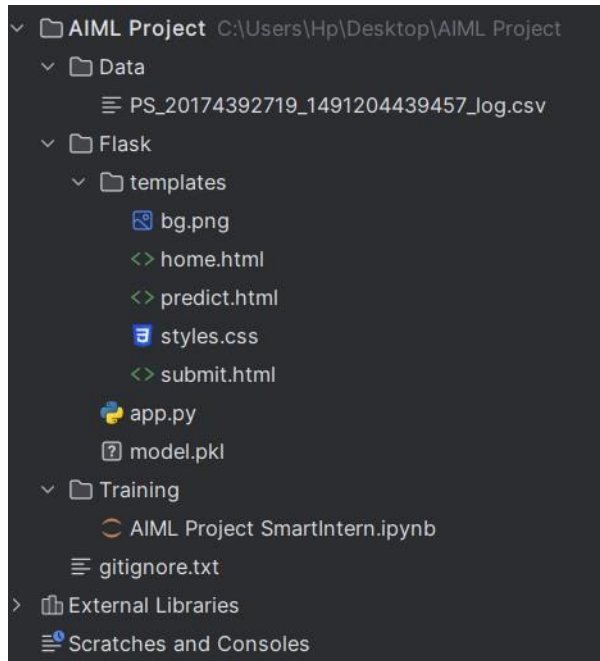 AIML Project C:\Users\Hp\Desktop\AIML Project
Data
PS_20174392719_1491204439457_log.csv
Flask
templates
bg.png
home.html
predict.html
styles.css
submit.html
app.py
model.pkl
Training
AIML Project SmartIntern.ipynb
gitignore.txt
External Libraries
Scratches and Consoles